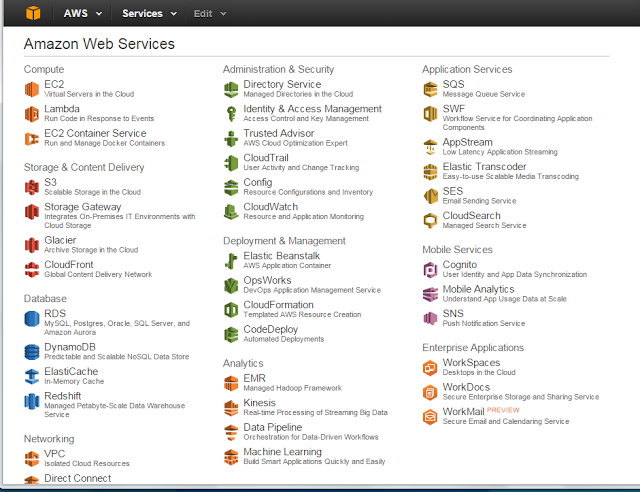 AWS
Services
Edit
Amazon Web Services
Compute
EC2
Virtual Servers in the Cloud
Lambda
Run Code in Response to Events
EC2 Container Service
Run and Manage Docker Containers
Storage & Content Delivery
S3
Scalable Storage in the Cloud
Storage Gateway
Integrates On-Premises IT Environments with
Cloud Storage
Glacier
Archive Storage in the Cloud
CloudFront
Global Content Delivery Network
Database
RDS
MySQL, Postgres, Oracle, SQL Server, and
Amazon Aurora
DynamoDB
Predictable and Scalable NoSQL Data Store
ElastiCache
In-Memory Cache
Redshift
Managed Petabyte-Scale Data Warehouse
Service
Networking
VPC
Isolated Cloud Resources
Direct Connect
Administration & Security
Directory Service
Managed Directories in the Cloud
Identity & Access Management
Access Control and Key Management
Trusted Advisor
AWS Cloud Optimization Expert
CloudTrail
User Activity and Change Tracking
Config
Resource Configurations and Inventory
CloudWatch
Resource and Application Monitoring
Deployment & Management
Elastic Beanstalk
AWS Application Container
OpsWorks
DevOps Application Management Service
CloudFormation
Templated AWS Resource Creation
CodeDeploy
Automated Deployments
Analytics
EMR
Managed Hadoop Framework
Kinesis
Real-time Processing of Streaming Big Data
Data Pipeline
Orchestration for Data-Driven Workflows
Machine Learning
Build Smart Applications Quickly and Easily
Application Services
SQS
Message Queue Service
SWF
Workflow Service for Coordinating Application
Components
AppStream
Low Latency Application Streaming
Elastic Transcoder
Easy-to-use Scalable Media Transcoding
SES
Email Sending Service
CloudSearch
Managed Search Service
Mobile Services
Cognito
User Identity and App Data Synchronization
Mobile Analytics
Understand App Usage Data at Scale
SNS
Push Notification Service
Enterprise Applications
WorkSpaces
Desktops in the Cloud
WorkDocs
Secure Enterprise Storage and Sharing Service
WorkMail PREVIEW
Secure Email and Calendaring Service